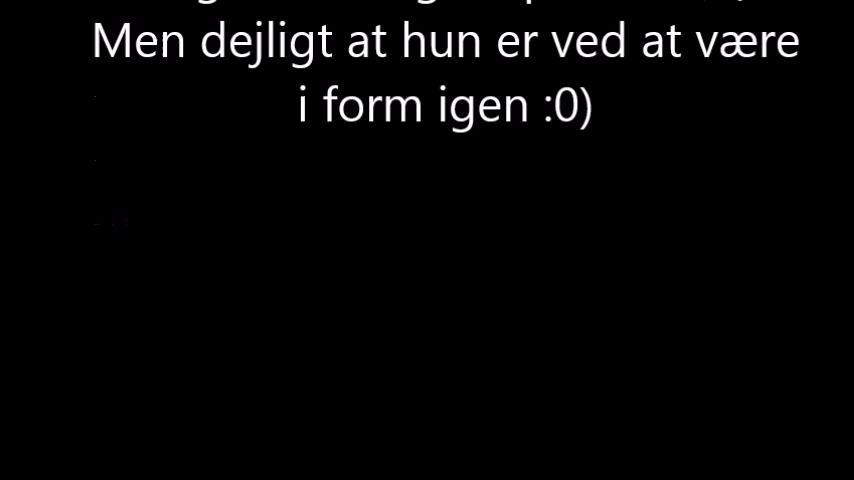 Men dejligt at hun er ved at være
i form igen :0)